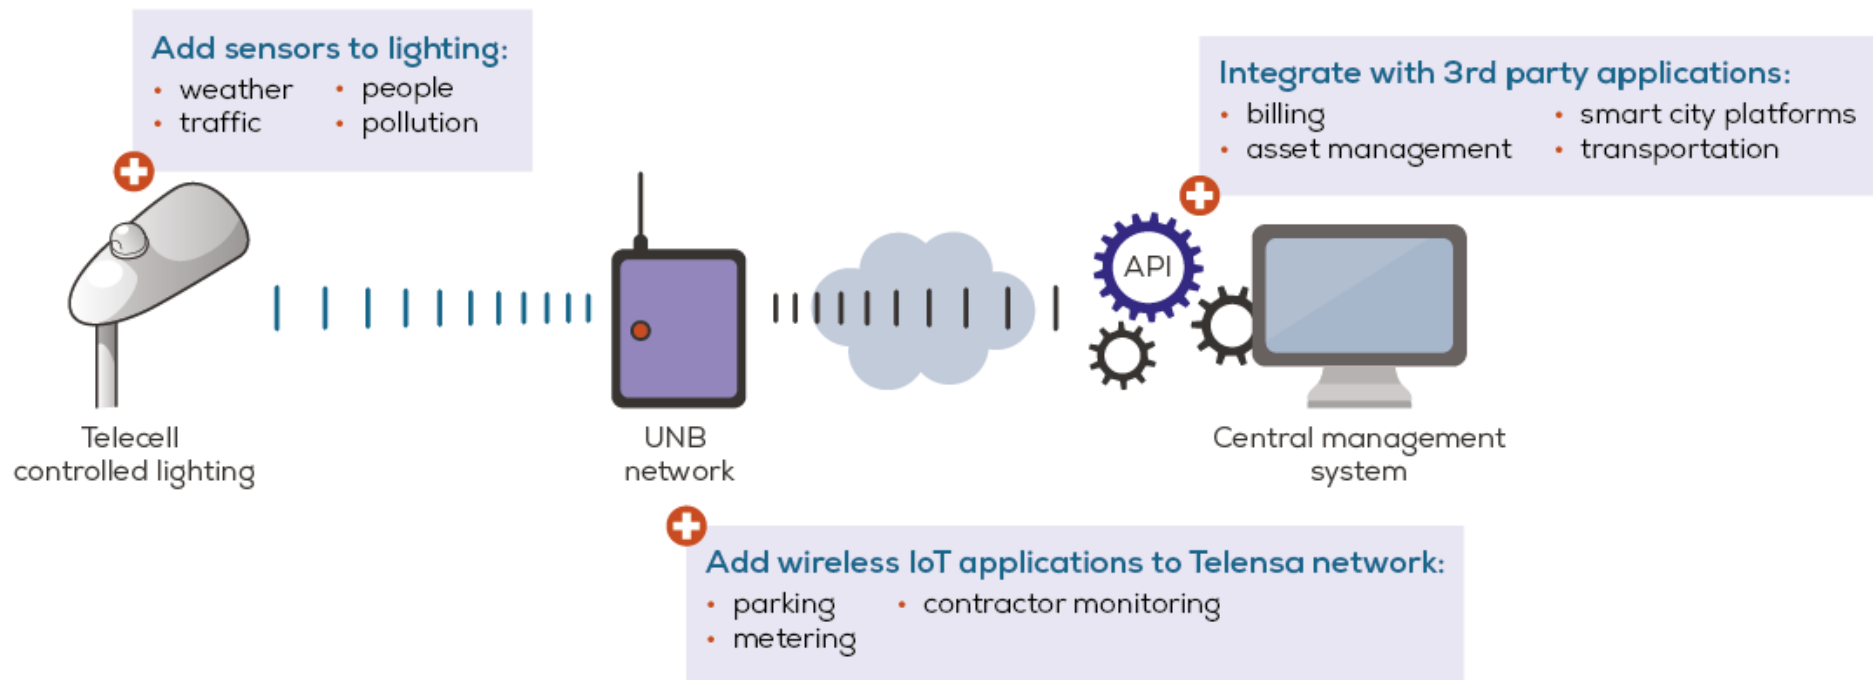 Add sensors to lighting:
• weather • people
• traffic • pollution
Integrate with 3rd party applications:
• billing • smart city platforms
• asset management • transportation
API
Telecell
controlled lighting
UNB
network
Central management
system
Add wireless IoT applications to Telensa network:
• parking • contractor monitoring
• metering